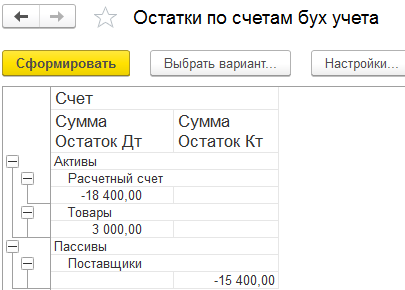 Остатки по счетам бух учета
Сформировать Выбрать вариант... Настройки...
Счет
Сумма Сумма
Остаток Дт Остаток Кт
Активы
Расчетный счет
-18 400,00
Товары
3 000,00
Пассивы
Поставщики
-15 400,00